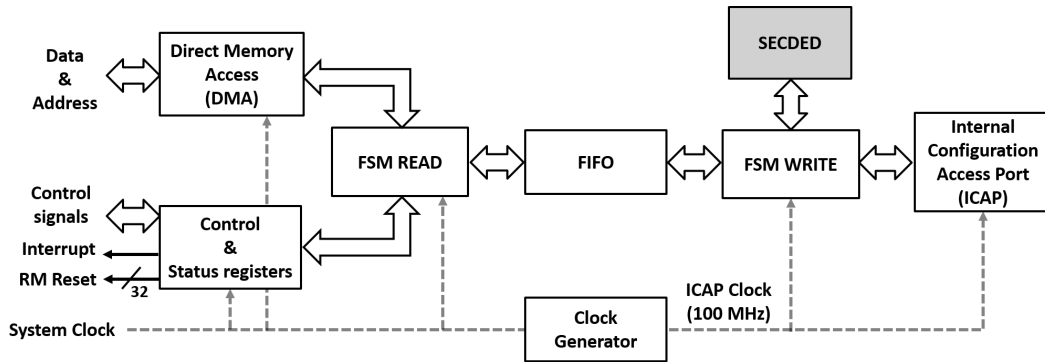 SECDED
Data
&
Address
Direct Memory
Access
(DMA)
FSM READ
FIFO
FSM WRITE
Internal
Configuration
Access Port
(ICAP)
Control
signals
Interrupt
RM Reset
32
Control
&
Status registers
System Clock
Clock
Generator
ICAP Clock
(100 MHz)